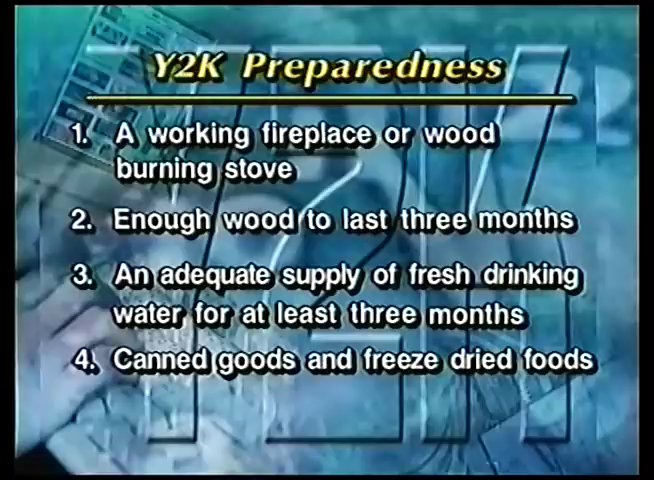 Y2K Preparedness
1. A working fireplace or wood
burning stove
2. Enough wood to last three months
3. An adequate supply of fresh drinking
water for at least three months
4. Canned goods and freeze dried foods